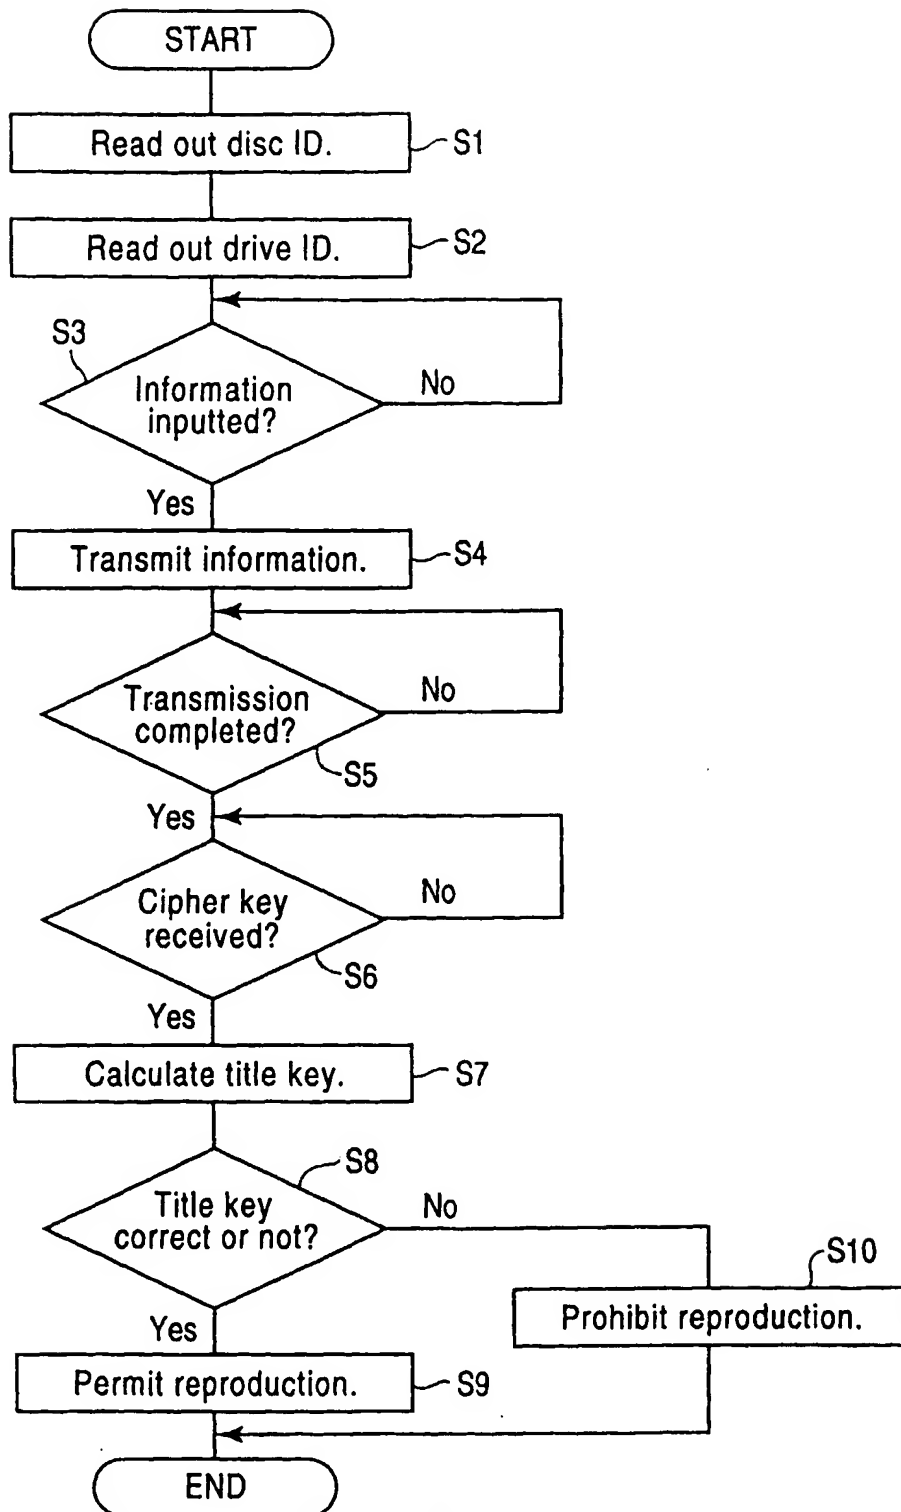 START
Read out disc ID.
S1
Read out drive ID.
S2
S3
Information
inputted?
No
Yes
Transmit information.
S4
Transmission
completed?
No
S5
Yes
Cipher key
received?
No
S6
Yes
Calculate title key.
S7
S8
Title key
correct or not?
No
S10
Prohibit reproduction.
Yes
Permit reproduction.
S9
END